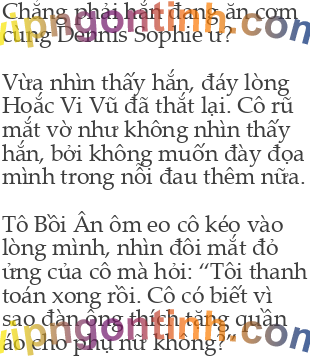 Chẳng phải hắn đang ăn cơm
cùng Dennis Sophie ư?
Vừa nhìn thấy hắn, đáy lòng
Hoắc Vi Vũ đã thắt lại. Cô rũ
mắt vờ như không nhìn thấy
hắn, bởi không muốn đày đọa
mình trong nỗi đau thêm nữa.
Tô Bồi Ân ôm eo cô kéo vào
lòng mình, nhìn đôi mắt đỏ
ửng của cô mà hỏi: “Tôi thanh
toán xong rồi. Cô có biết vì
sao đàn ông thích tặng quần
áo cho phụ nữ không?”